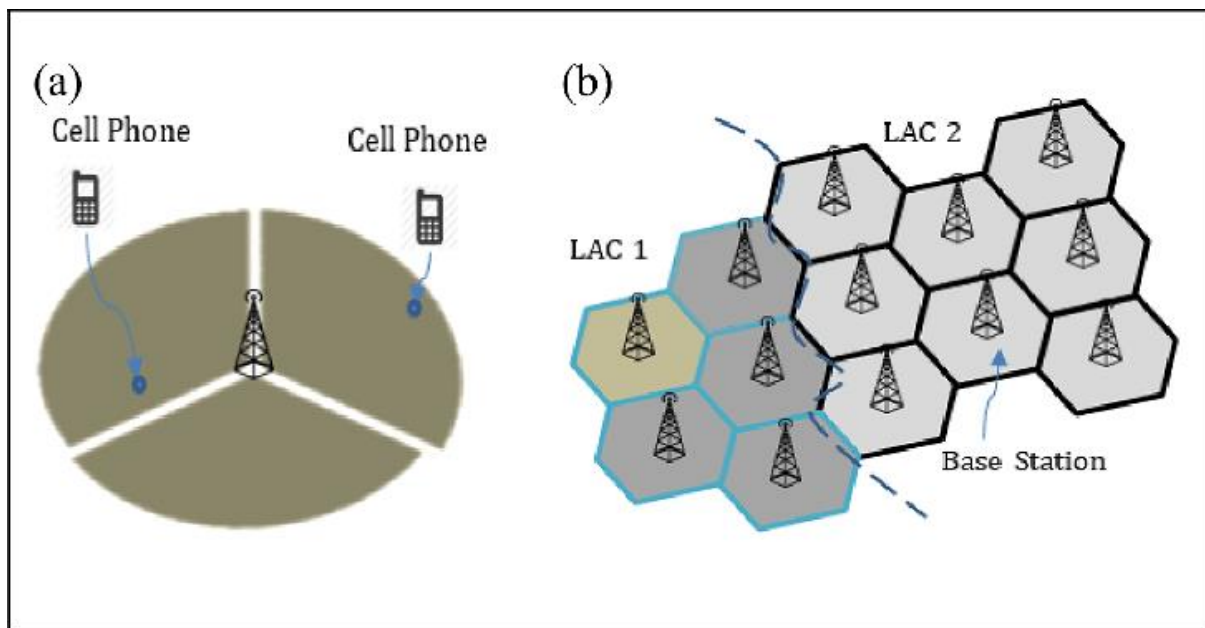 (a)
Cell Phone
Cell Phone
(b)
LAC 2
LAC 1
Base Station